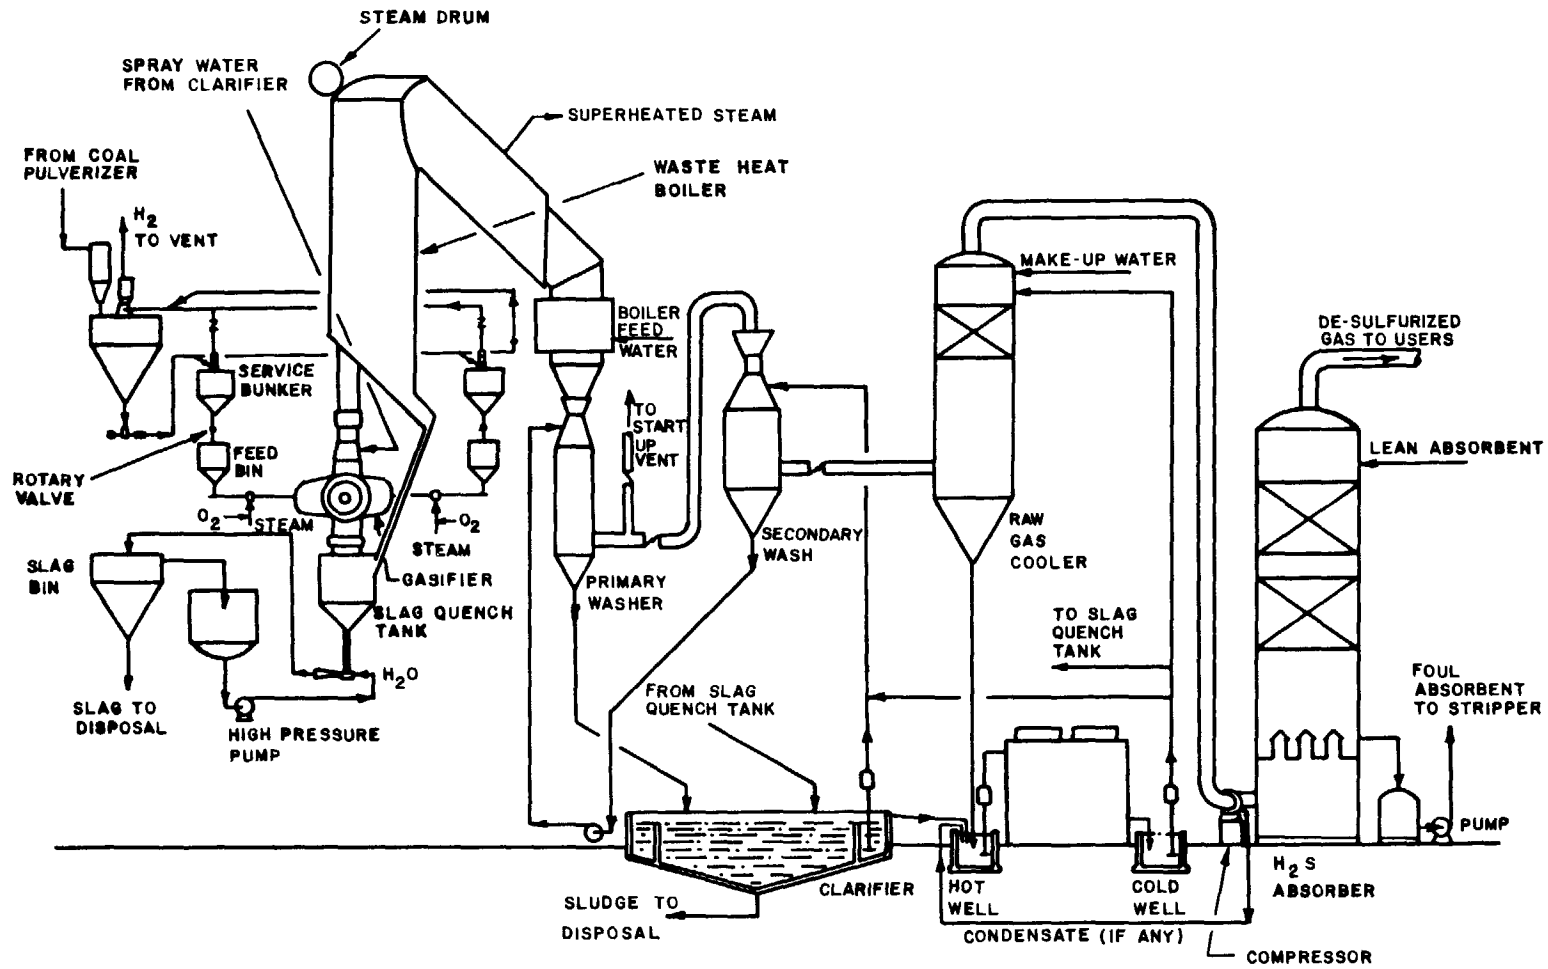 STEAM DRUM
SPRAY WATER
FROM CLARIFIER
SUPERHEATED STEAM
FROM COAL
PULVERIZER
WASTE HEAT
BOILER
H2
TO VENT
MAKE-UP WATER
BOILER
FEED
WATER
DE-SULFURIZED
GAS TO USERS
SERVICE
BUNKER
TO
START
UP
VENT
LEAN ABSORBENT
FEED
BIN
ROTARY
VALVE
O2
STEAM
O2
STEAM
SECONDARY
WASH
RAW
GAS
COOLER
SLAG
BIN
GASIFIER
PRIMARY
WASHER
SLAG QUENCH
TANK
TO SLAG
QUENCH
TANK
H2O
FROM SLAG
QUENCH TANK
FOUL
ABSORBENT
TO STRIPPER
SLAG TO
DISPOSAL
HIGH PRESSURE
PUMP
PUMP
CLARIFIER
HOT
WELL
COLD
WELL
H2S
ABSORBER
SLUDGE TO
DISPOSAL
CONDENSATE (IF ANY)
COMPRESSOR